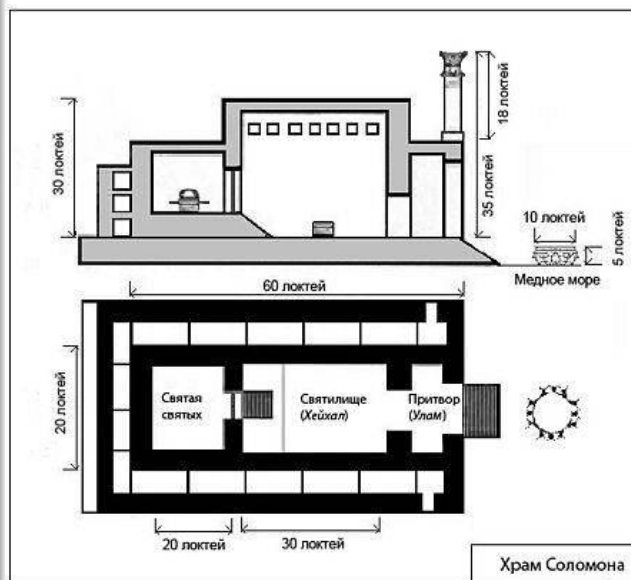 18 локтей
30 локтей
35 локтей
10 локтей
5 локтей
Медное море
60 локтей
20 локтей
Святая
святых
Святилище
(Хейхал)
Притвор
(Улам)
20 локтей
30 локтей
Храм Соломона